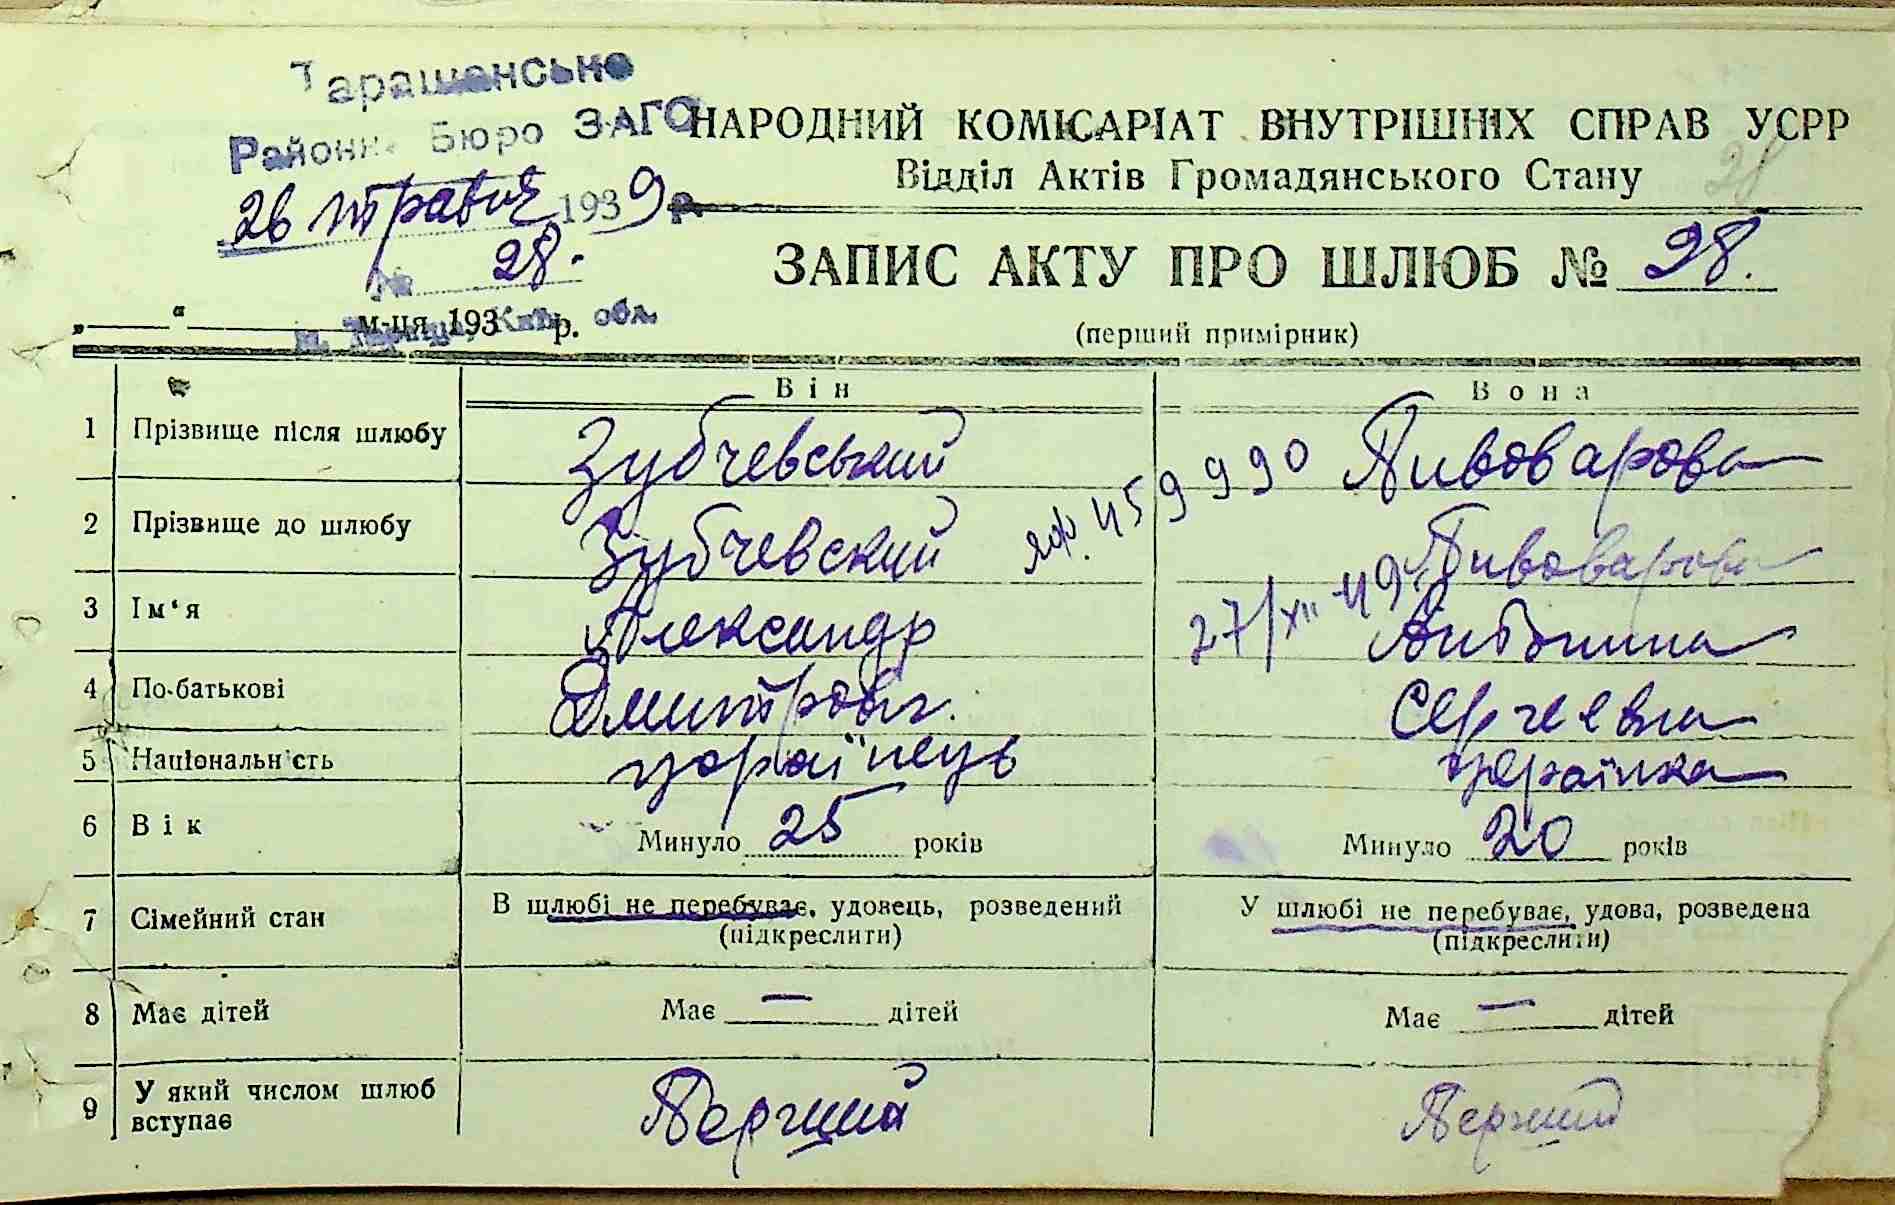 Таращанське
Районне Бюро ЗАГС
26 травня 1939 р.
№ 28.
м. Тараща, Київ. обл.
НАРОДНИЙ КОМІСАРІАТ ВНУТРІШНІХ СПРАВ УСРР
Відділ Актів Громадянського Стану
28
ЗАПИС АКТУ ПРО ШЛЮБ № 28.
„ “ м-ця 193 р.
(перший примірник)
Він Вона
1 Прізвище після шлюбу Зубчевський Пивоварова
2 Прізвище до шлюбу Зубчевский Пивоварова
459990
27/XII-49
3 Ім‘я Александр Антонина
4 По-батькові Дмитров. Сергеевна
5 Національність українець українка
6 Вік Минуло 25 років Минуло 20 років
7 Сімейний стан В шлюбі не перебуває, удовець, розведений У шлюбі не перебуває, удова, розведена
(підкреслити) (підкреслити)
8 Має дітей Має — дітей Має — дітей
9 У який числом шлюб вступає Перший Перший